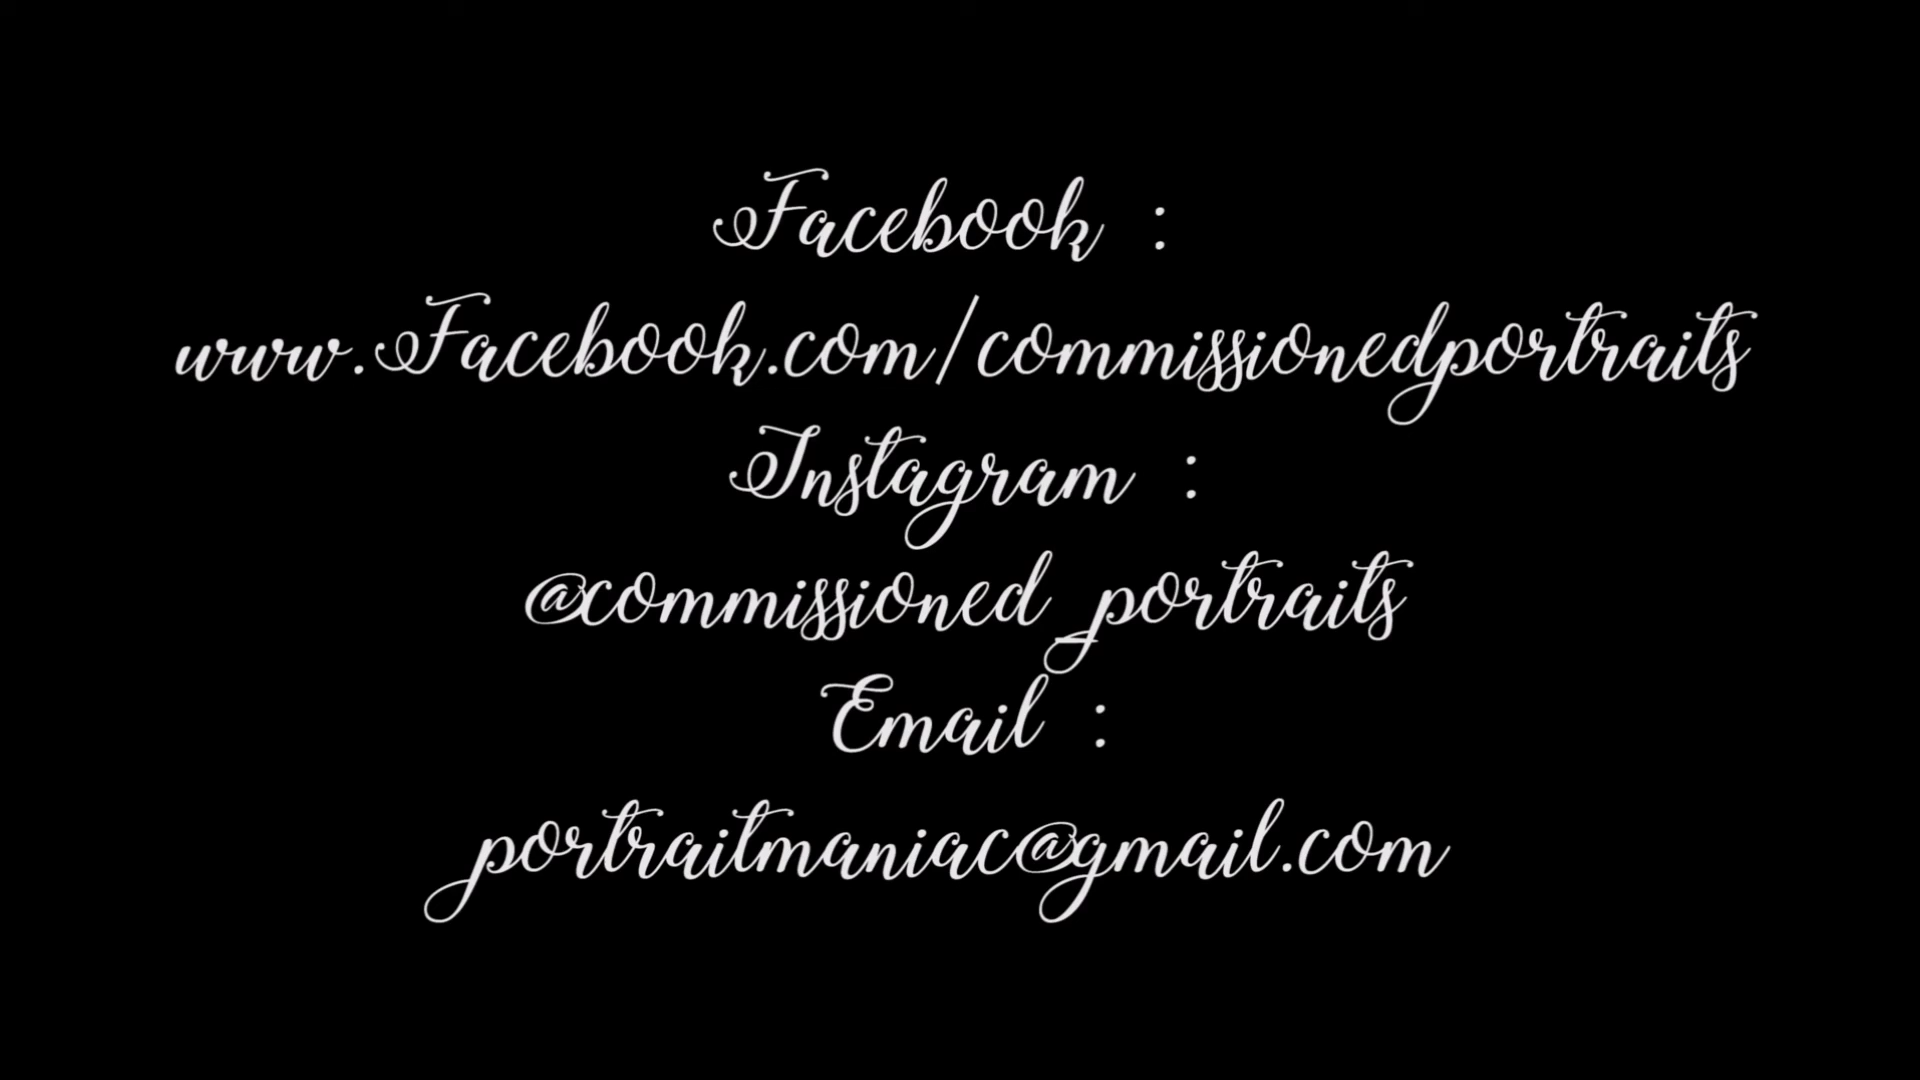 Facebook :
www.Facebook.com/commissionedportraits
Instagram :
@commissioned_portraits
Email :
portraitmaniac@gmail.com